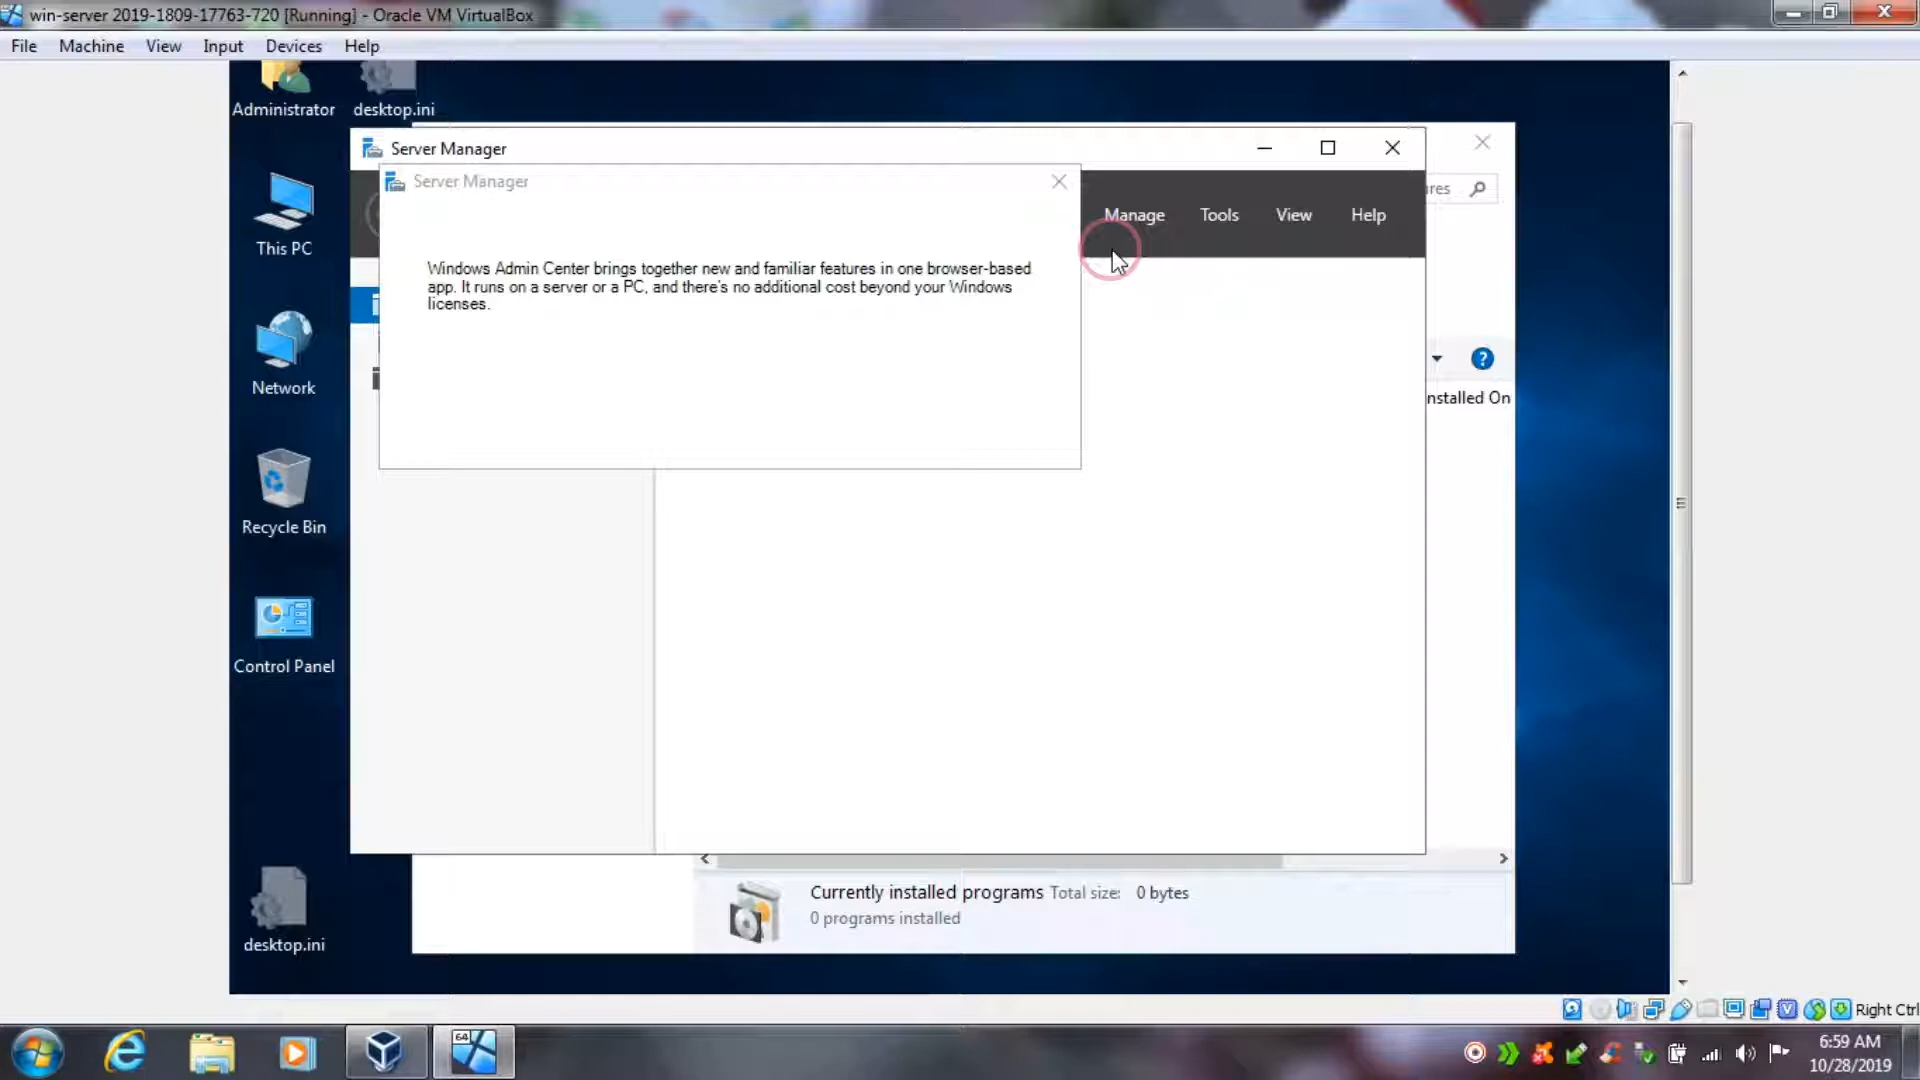 win-server 2019-1809-17763-720 [Running] - Oracle VM VirtualBox
File Machine View Input Devices Help
Administrator
desktop.ini
Server Manager
Server Manager
Manage Tools View Help
res
This PC
Windows Admin Center brings together new and familiar features in one browser-based
app. It runs on a server or a PC, and there's no additional cost beyond your Windows
licenses.
Network
nstalled On
Recycle Bin
Control Panel
Currently installed programs Total size: 0 bytes
0 programs installed
desktop.ini
Right Ctrl
64
6:59 AM
10/28/2019